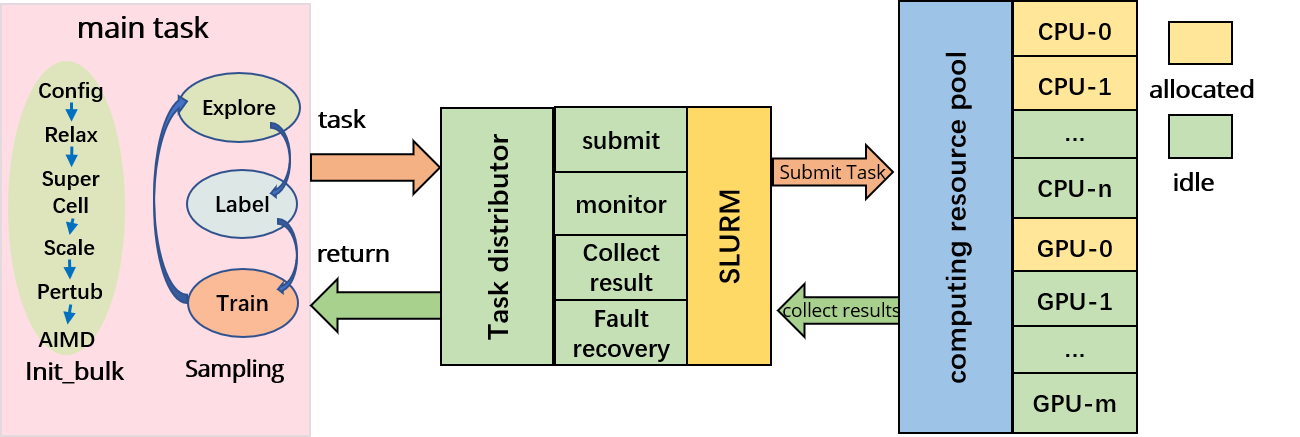 main task
Config
Relax
Super
Cell
Scale
Pertub
AIMD
Init_bulk
Explore
Label
Train
Sampling
task
return
Task distributor
submit
monitor
Collect
result
Fault
recovery
SLURM
Submit Task
collect results
computing resource pool
CPU-0
CPU-1
...
CPU-n
GPU-0
GPU-1
...
GPU-m
allocated
idle